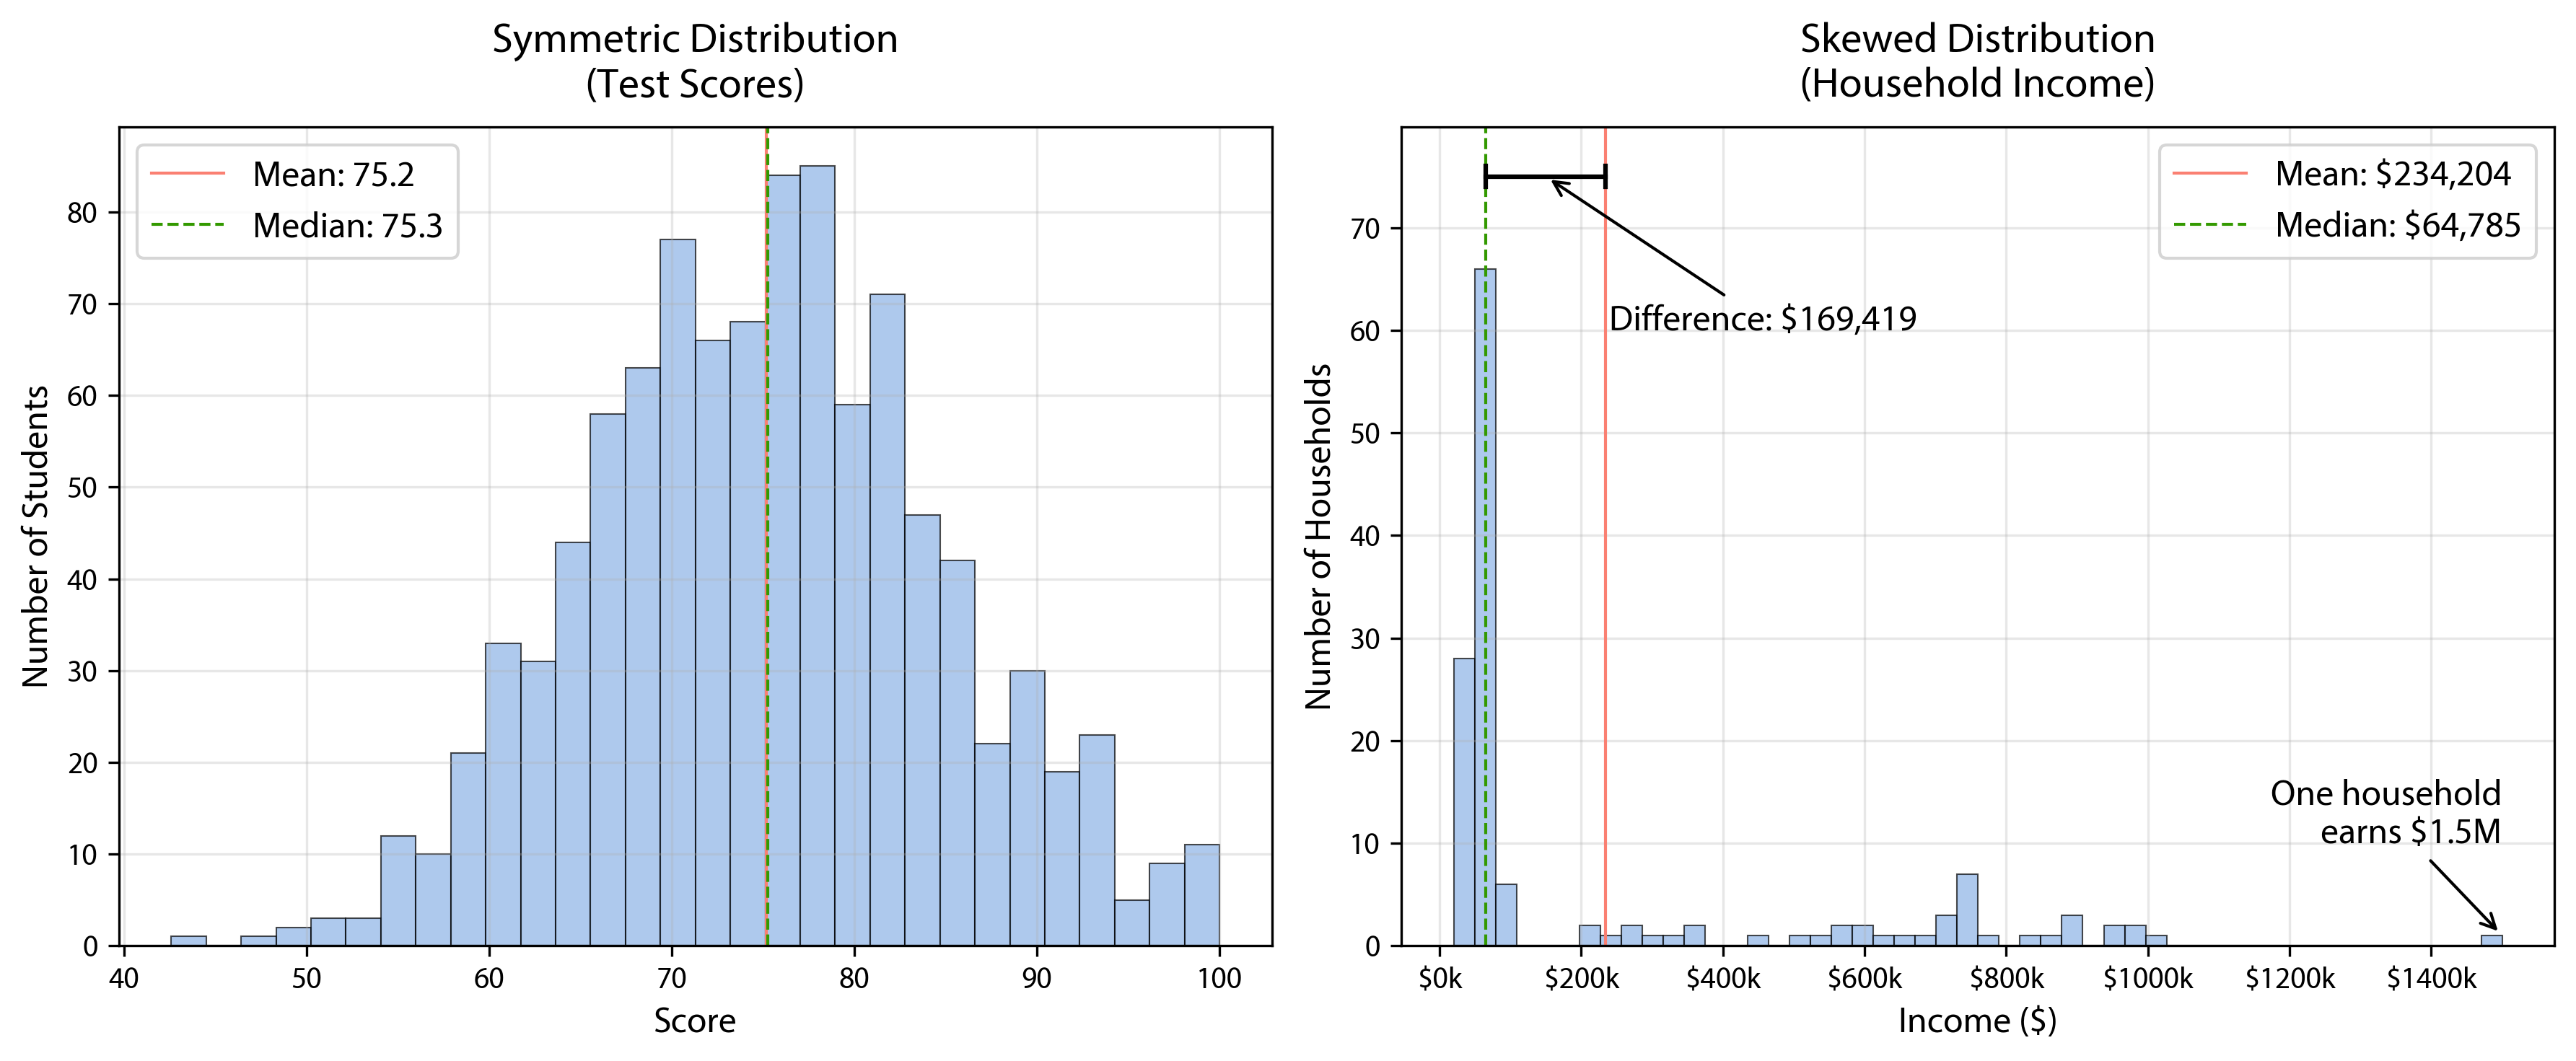 Symmetric Distribution
(Test Scores)
Mean: 75.2
Median: 75.3
Number of Students
80
70
60
50
40
30
20
10
0
40 50 60 70 80 90 100
Score
Skewed Distribution
(Household Income)
Mean: $234,204
Median: $64,785
Difference: $169,419
One household
earns $1.5M
Number of Households
70
60
50
40
30
20
10
0
$0k $200k $400k $600k $800k $1000k $1200k $1400k
Income ($)